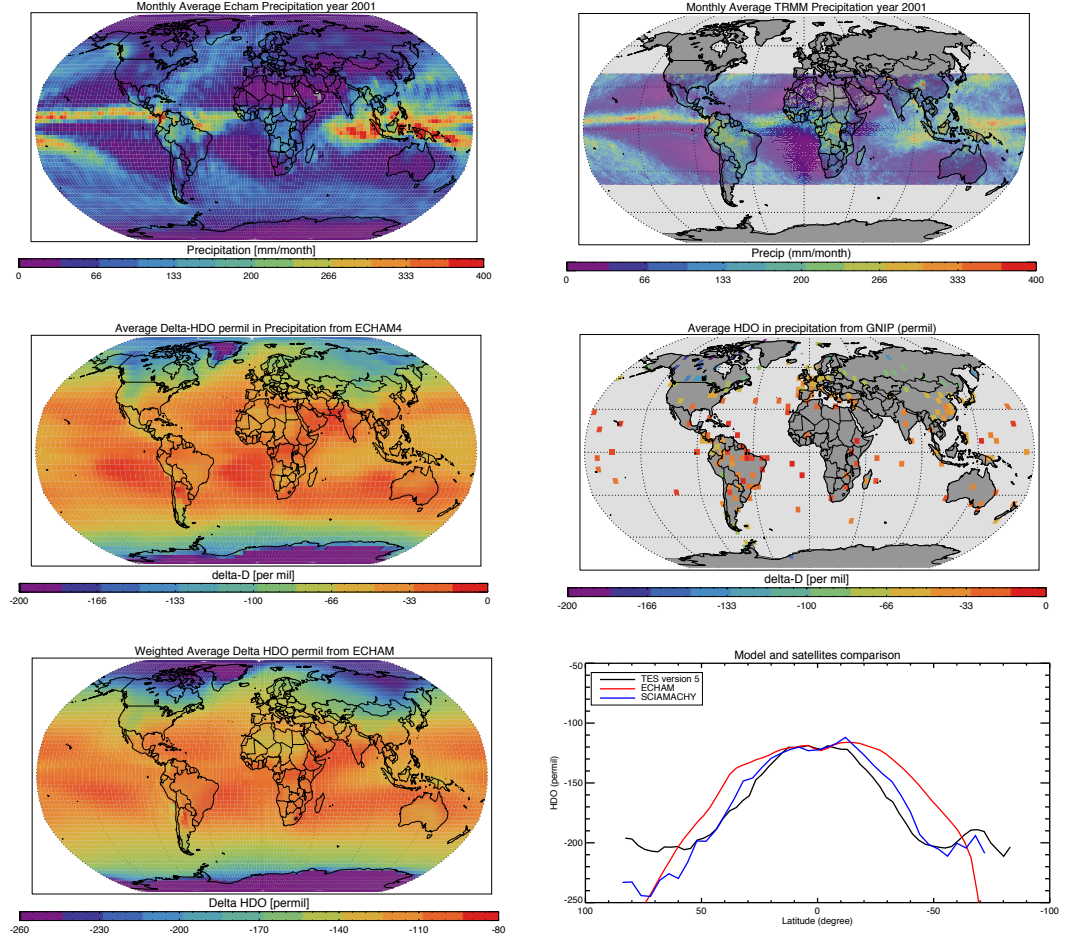 Monthly Average Echam Precipitation year 2001
Precipitation [mm/month]
0 66 133 200 266 333 400
Monthly Average TRMM Precipitation year 2001
Precip (mm/month)
0 66 133 200 266 333 400
Average Delta-HDO permil in Precipitation from ECHAM4
delta-D [per mil]
-200 -166 -133 -100 -66 -33 0
Average HDO in precipitation from GNIP (permil)
delta-D [per mil]
-200 -166 -133 -100 -66 -33 0
Weighted Average Delta HDO permil from ECHAM
Delta HDO [permil]
-260 -230 -200 -170 -140 -110 -80
Model and satellites comparison
TES version 5
ECHAM
SCIAMACHY
HDO (permil)
-50
-100
-150
-200
-250
100 50 0 -50 -100
Latitude (degree)